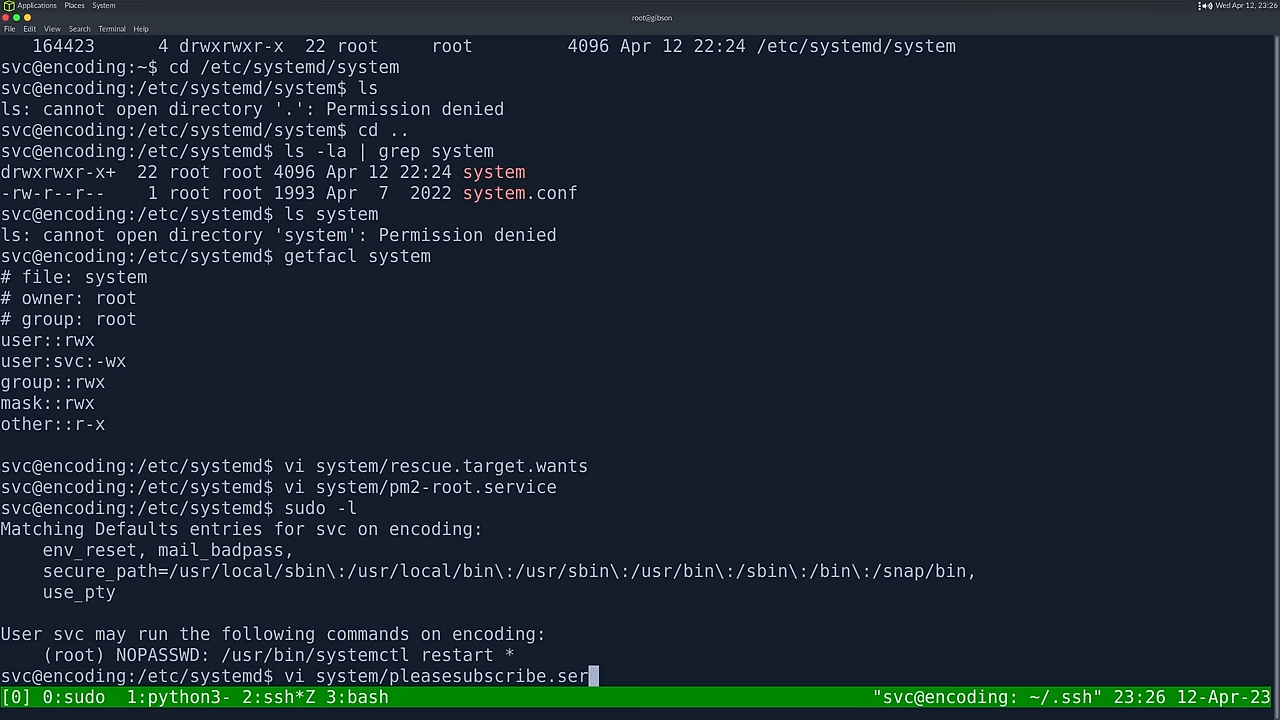 Applications Places System Wed Apr 12, 23:26
root@gibson
File Edit View Search Terminal Help
164423 4 drwxrwxr-x 22 root root 4096 Apr 12 22:24 /etc/systemd/system
svc@encoding:~$ cd /etc/systemd/system
svc@encoding:/etc/systemd/system$ ls
ls: cannot open directory '.': Permission denied
svc@encoding:/etc/systemd/system$ cd ..
svc@encoding:/etc/systemd$ ls -la | grep system
drwxrwxr-x+ 22 root root 4096 Apr 12 22:24 system
-rw-r--r-- 1 root root 1993 Apr 7 2022 system.conf
svc@encoding:/etc/systemd$ ls system
ls: cannot open directory 'system': Permission denied
svc@encoding:/etc/systemd$ getfacl system
# file: system
# owner: root
# group: root
user::rwx
user:svc:-wx
group::rwx
mask::rwx
other::r-x
svc@encoding:/etc/systemd$ vi system/rescue.target.wants
svc@encoding:/etc/systemd$ vi system/pm2-root.service
svc@encoding:/etc/systemd$ sudo -l
Matching Defaults entries for svc on encoding:
env_reset, mail_badpass,
secure_path=/usr/local/sbin\:/usr/local/bin\:/usr/sbin\:/usr/bin\:/sbin\:/bin\:/snap/bin,
use_pty
User svc may run the following commands on encoding:
(root) NOPASSWD: /usr/bin/systemctl restart *
svc@encoding:/etc/systemd$ vi system/pleasesubscribe.ser
[0] 0:sudo 1:python3- 2:ssh*Z 3:bash "svc@encoding: ~/.ssh" 23:26 12-Apr-23